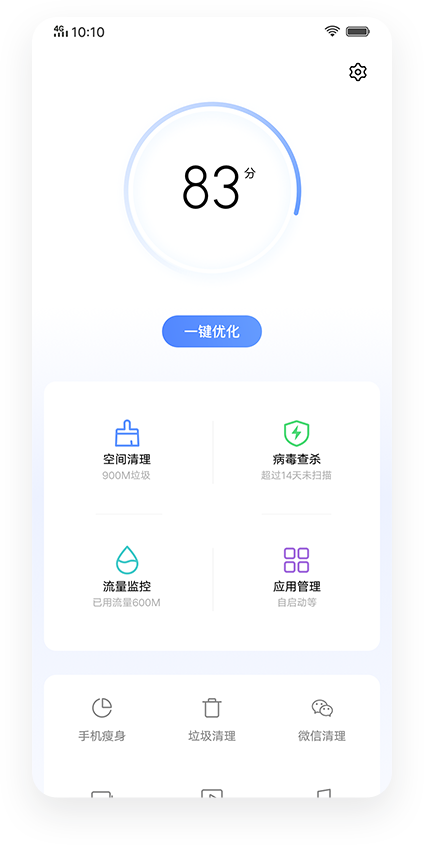 4G 10:10
83分
一键优化
空间清理 病毒查杀
900M垃圾 超过14天未扫描
流量监控 应用管理
已用流量600M 自启动等
手机瘦身 垃圾清理 微信清理